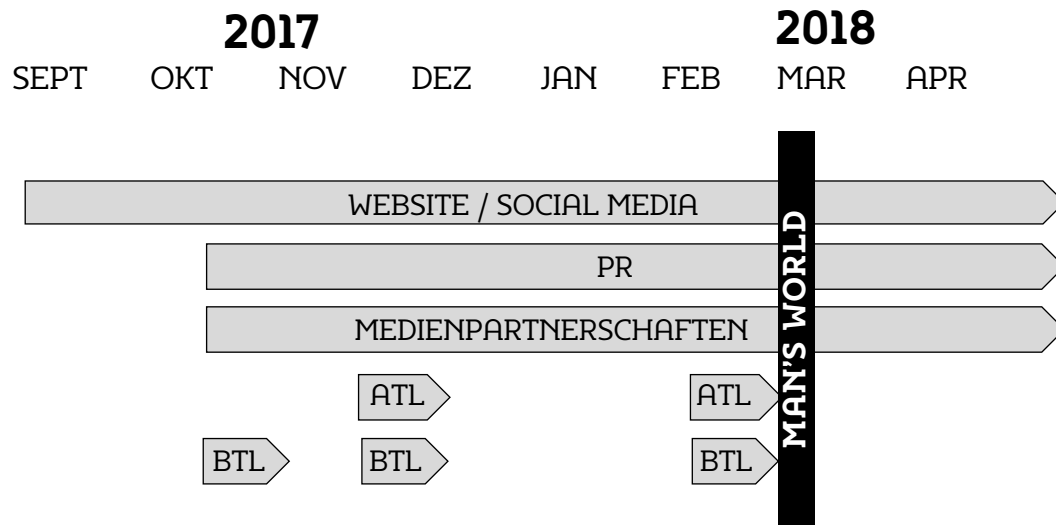 2017 2018
SEPT OKT NOV DEZ JAN FEB MAR APR
WEBSITE / SOCIAL MEDIA
PR
MEDIENPARTNERSCHAFTEN
ATL ATL
BTL BTL BTL
MAN'S WORLD